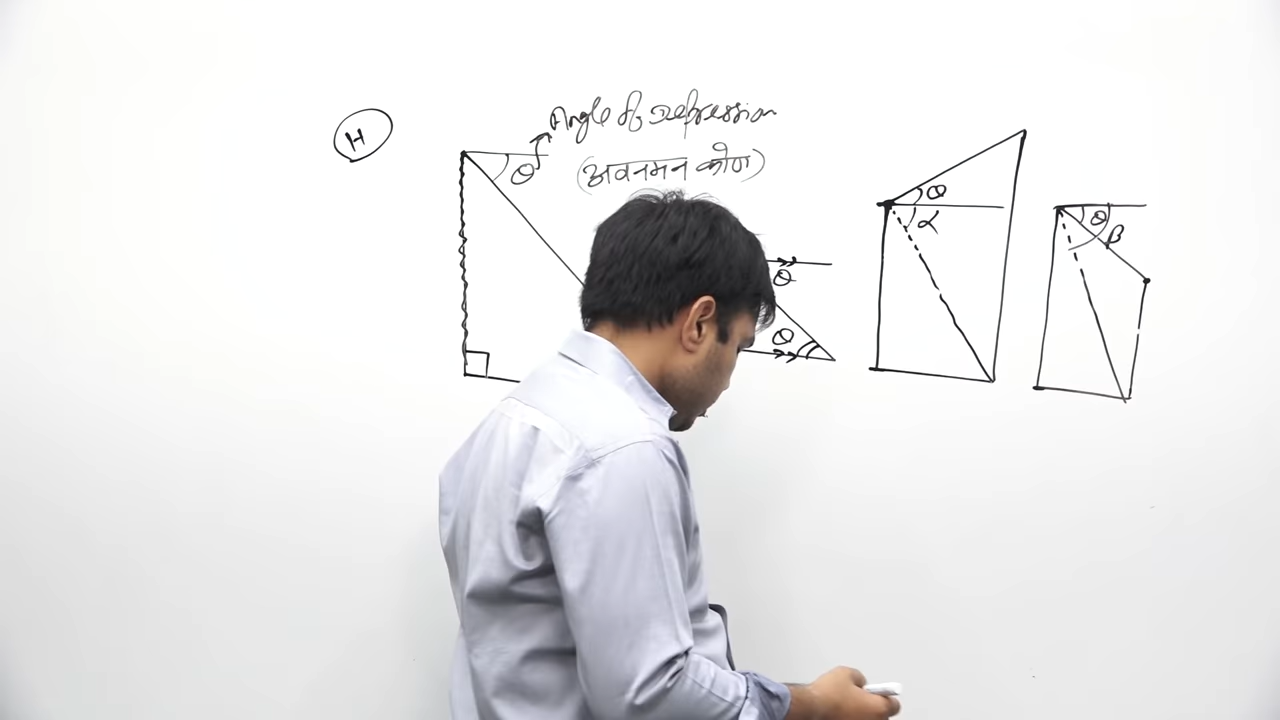 H
Angle of Depression
θ
(अवनमन कोण)
θ
α
θ
β
θ
θ